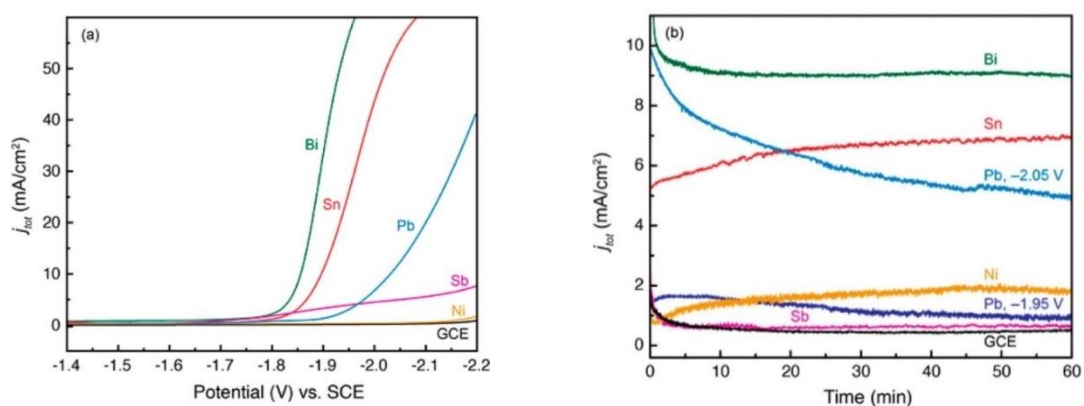 (a)
50
40
30
20
10
0
j_tot (mA/cm²)
Bi
Sn
Pb
Sb
Ni
GCE
-1.4 -1.5 -1.6 -1.7 -1.8 -1.9 -2.0 -2.1 -2.2
Potential (V) vs. SCE
(b)
10
8
6
4
2
0
j_tot (mA/cm²)
Bi
Sn
Pb, –2.05 V
Ni
Pb, –1.95 V
Sb
GCE
0 10 20 30 40 50 60
Time (min)